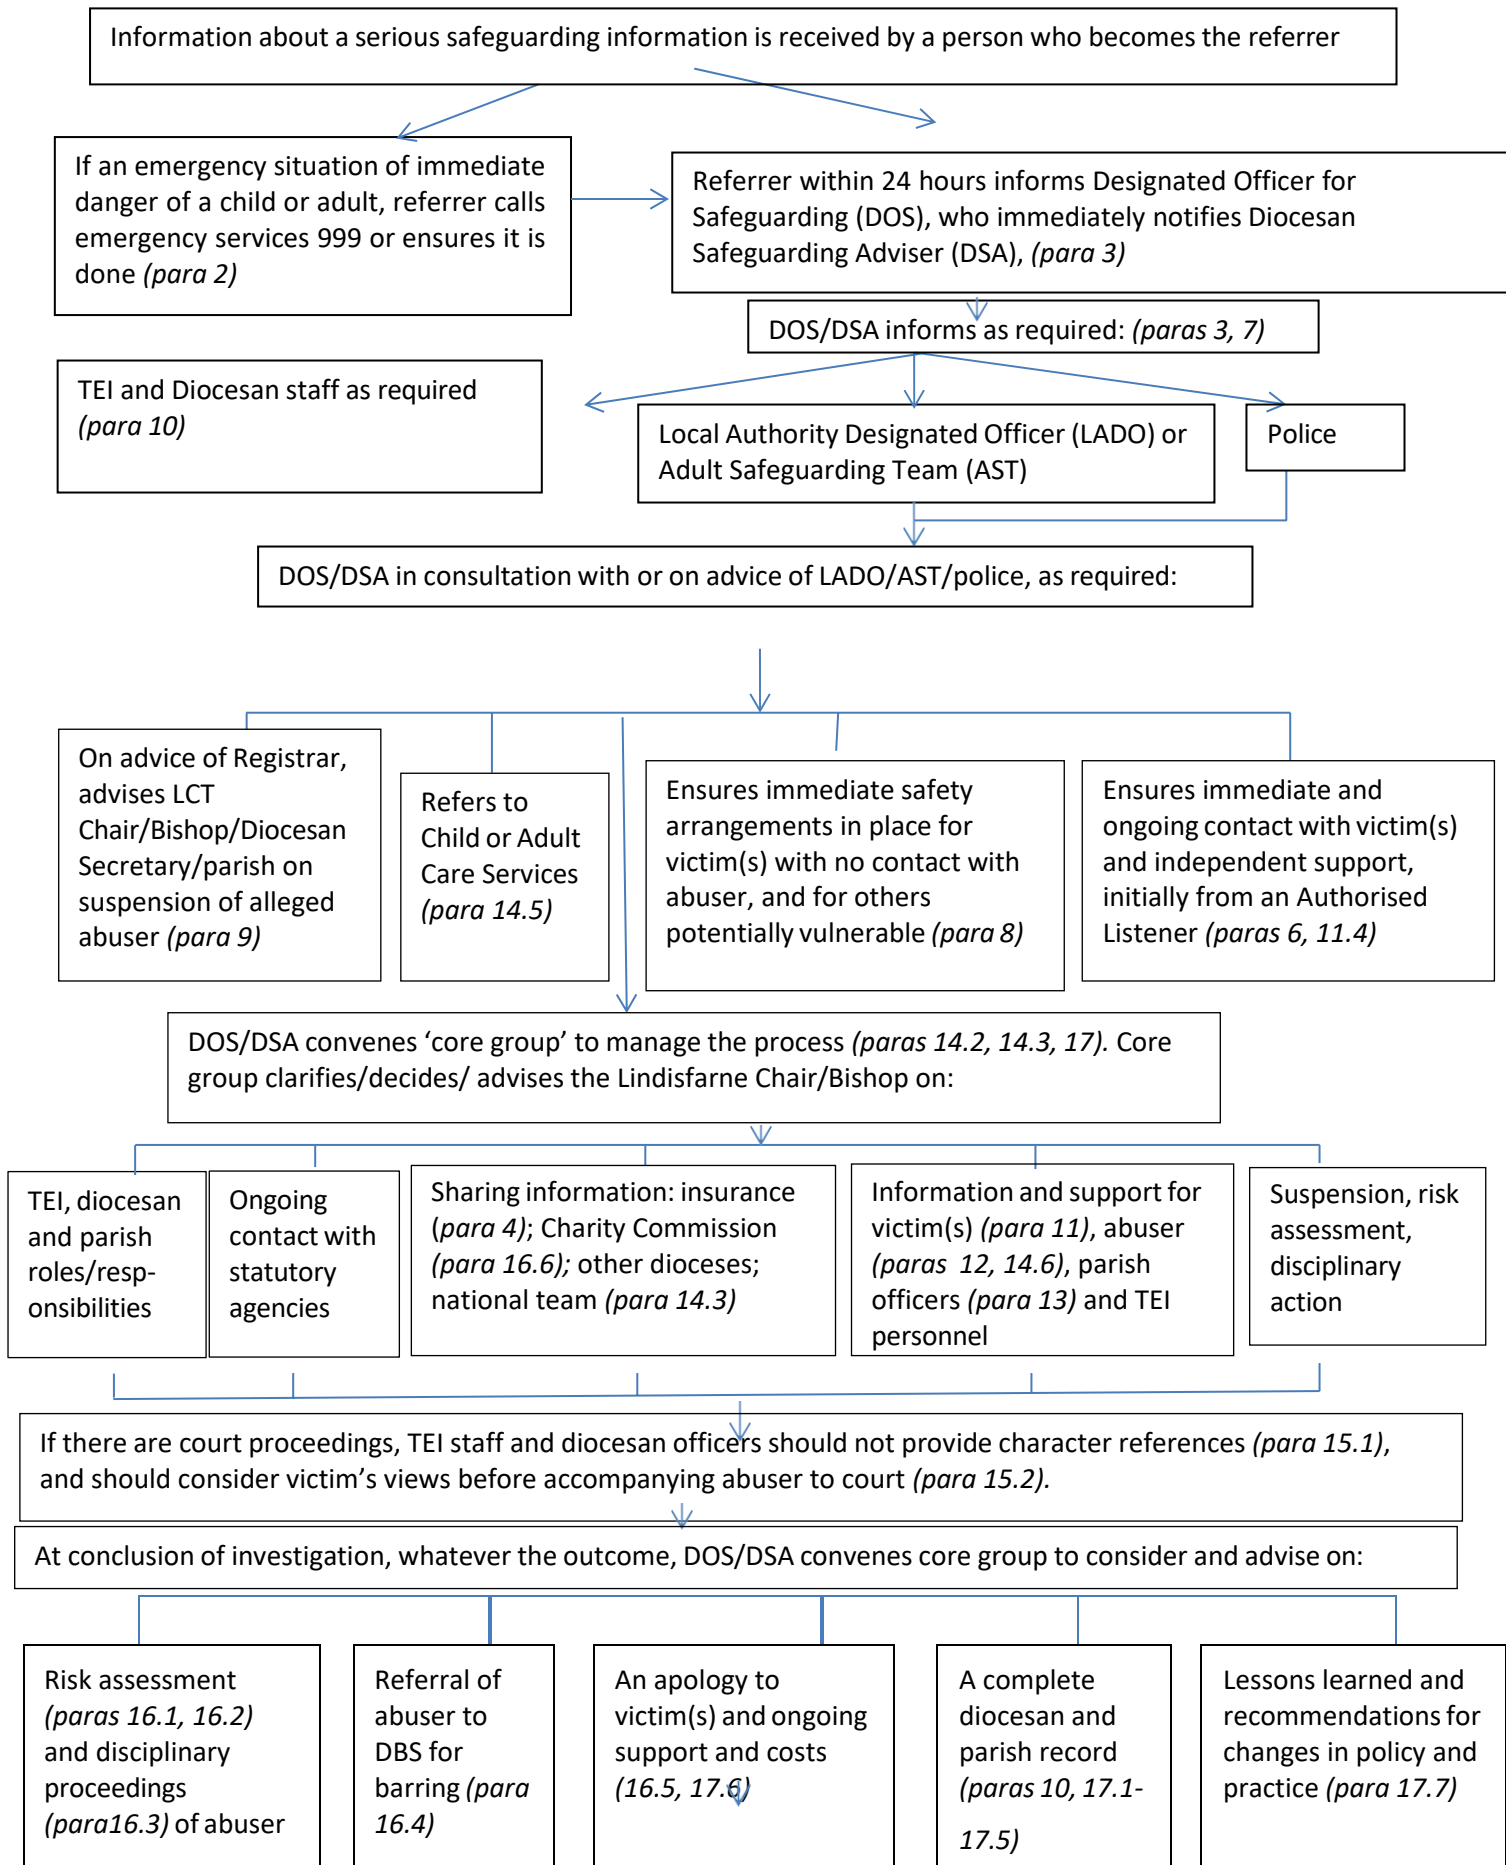 Information about a serious safeguarding information is received by a person who becomes the referrer
If an emergency situation of immediate
danger of a child or adult, referrer calls
emergency services 999 or ensures it is
done (para 2)
Referrer within 24 hours informs Designated Officer for
Safeguarding (DOS), who immediately notifies Diocesan
Safeguarding Adviser (DSA), (para 3)
DOS/DSA informs as required: (paras 3, 7)
TEI and Diocesan staff as required
(para 10)
Local Authority Designated Officer (LADO) or
Adult Safeguarding Team (AST)
Police
DOS/DSA in consultation with or on advice of LADO/AST/police, as required:
On advice of Registrar,
advises LCT
Chair/Bishop/Diocesan
Secretary/parish on
suspension of alleged
abuser (para 9)
Refers to
Child or Adult
Care Services
(para 14.5)
Ensures immediate safety
arrangements in place for
victim(s) with no contact with
abuser, and for others
potentially vulnerable (para 8)
Ensures immediate and
ongoing contact with victim(s)
and independent support,
initially from an Authorised
Listener (paras 6, 11.4)
DOS/DSA convenes ‘core group’ to manage the process (paras 14.2, 14.3, 17). Core
group clarifies/decides/ advises the Lindisfarne Chair/Bishop on:
TEI, diocesan
and parish
roles/resp-
onsibilities
Ongoing
contact with
statutory
agencies
Sharing information: insurance
(para 4); Charity Commission
(para 16.6); other dioceses;
national team (para 14.3)
Information and support for
victim(s) (para 11), abuser
(paras 12, 14.6), parish
officers (para 13) and TEI
personnel
Suspension, risk
assessment,
disciplinary
action
If there are court proceedings, TEI staff and diocesan officers should not provide character references (para 15.1),
and should consider victim’s views before accompanying abuser to court (para 15.2).
At conclusion of investigation, whatever the outcome, DOS/DSA convenes core group to consider and advise on:
Risk assessment
(paras 16.1, 16.2)
and disciplinary
proceedings
(para16.3) of abuser
Referral of
abuser to
DBS for
barring (para
16.4)
An apology to
victim(s) and ongoing
support and costs
(16.5, 17.6)
A complete
diocesan and
parish record
(paras 10, 17.1-
17.5)
Lessons learned and
recommendations for
changes in policy and
practice (para 17.7)